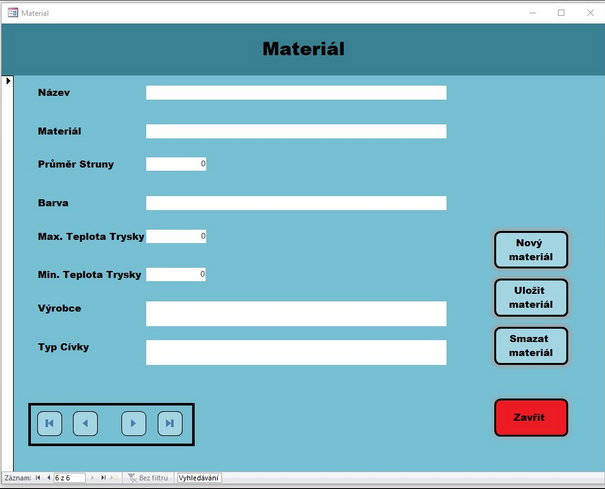 Material
Materiál
Název
Materiál
Průměr Struny 0
Barva
Max. Teplota Trysky 0
Min. Teplota Trysky 0
Výrobce
Typ Cívky
Nový
materiál
Uložit
materiál
Smazat
materiál
Zavřít
Záznam: 6 z 6 Bez filtru Vyhledávání